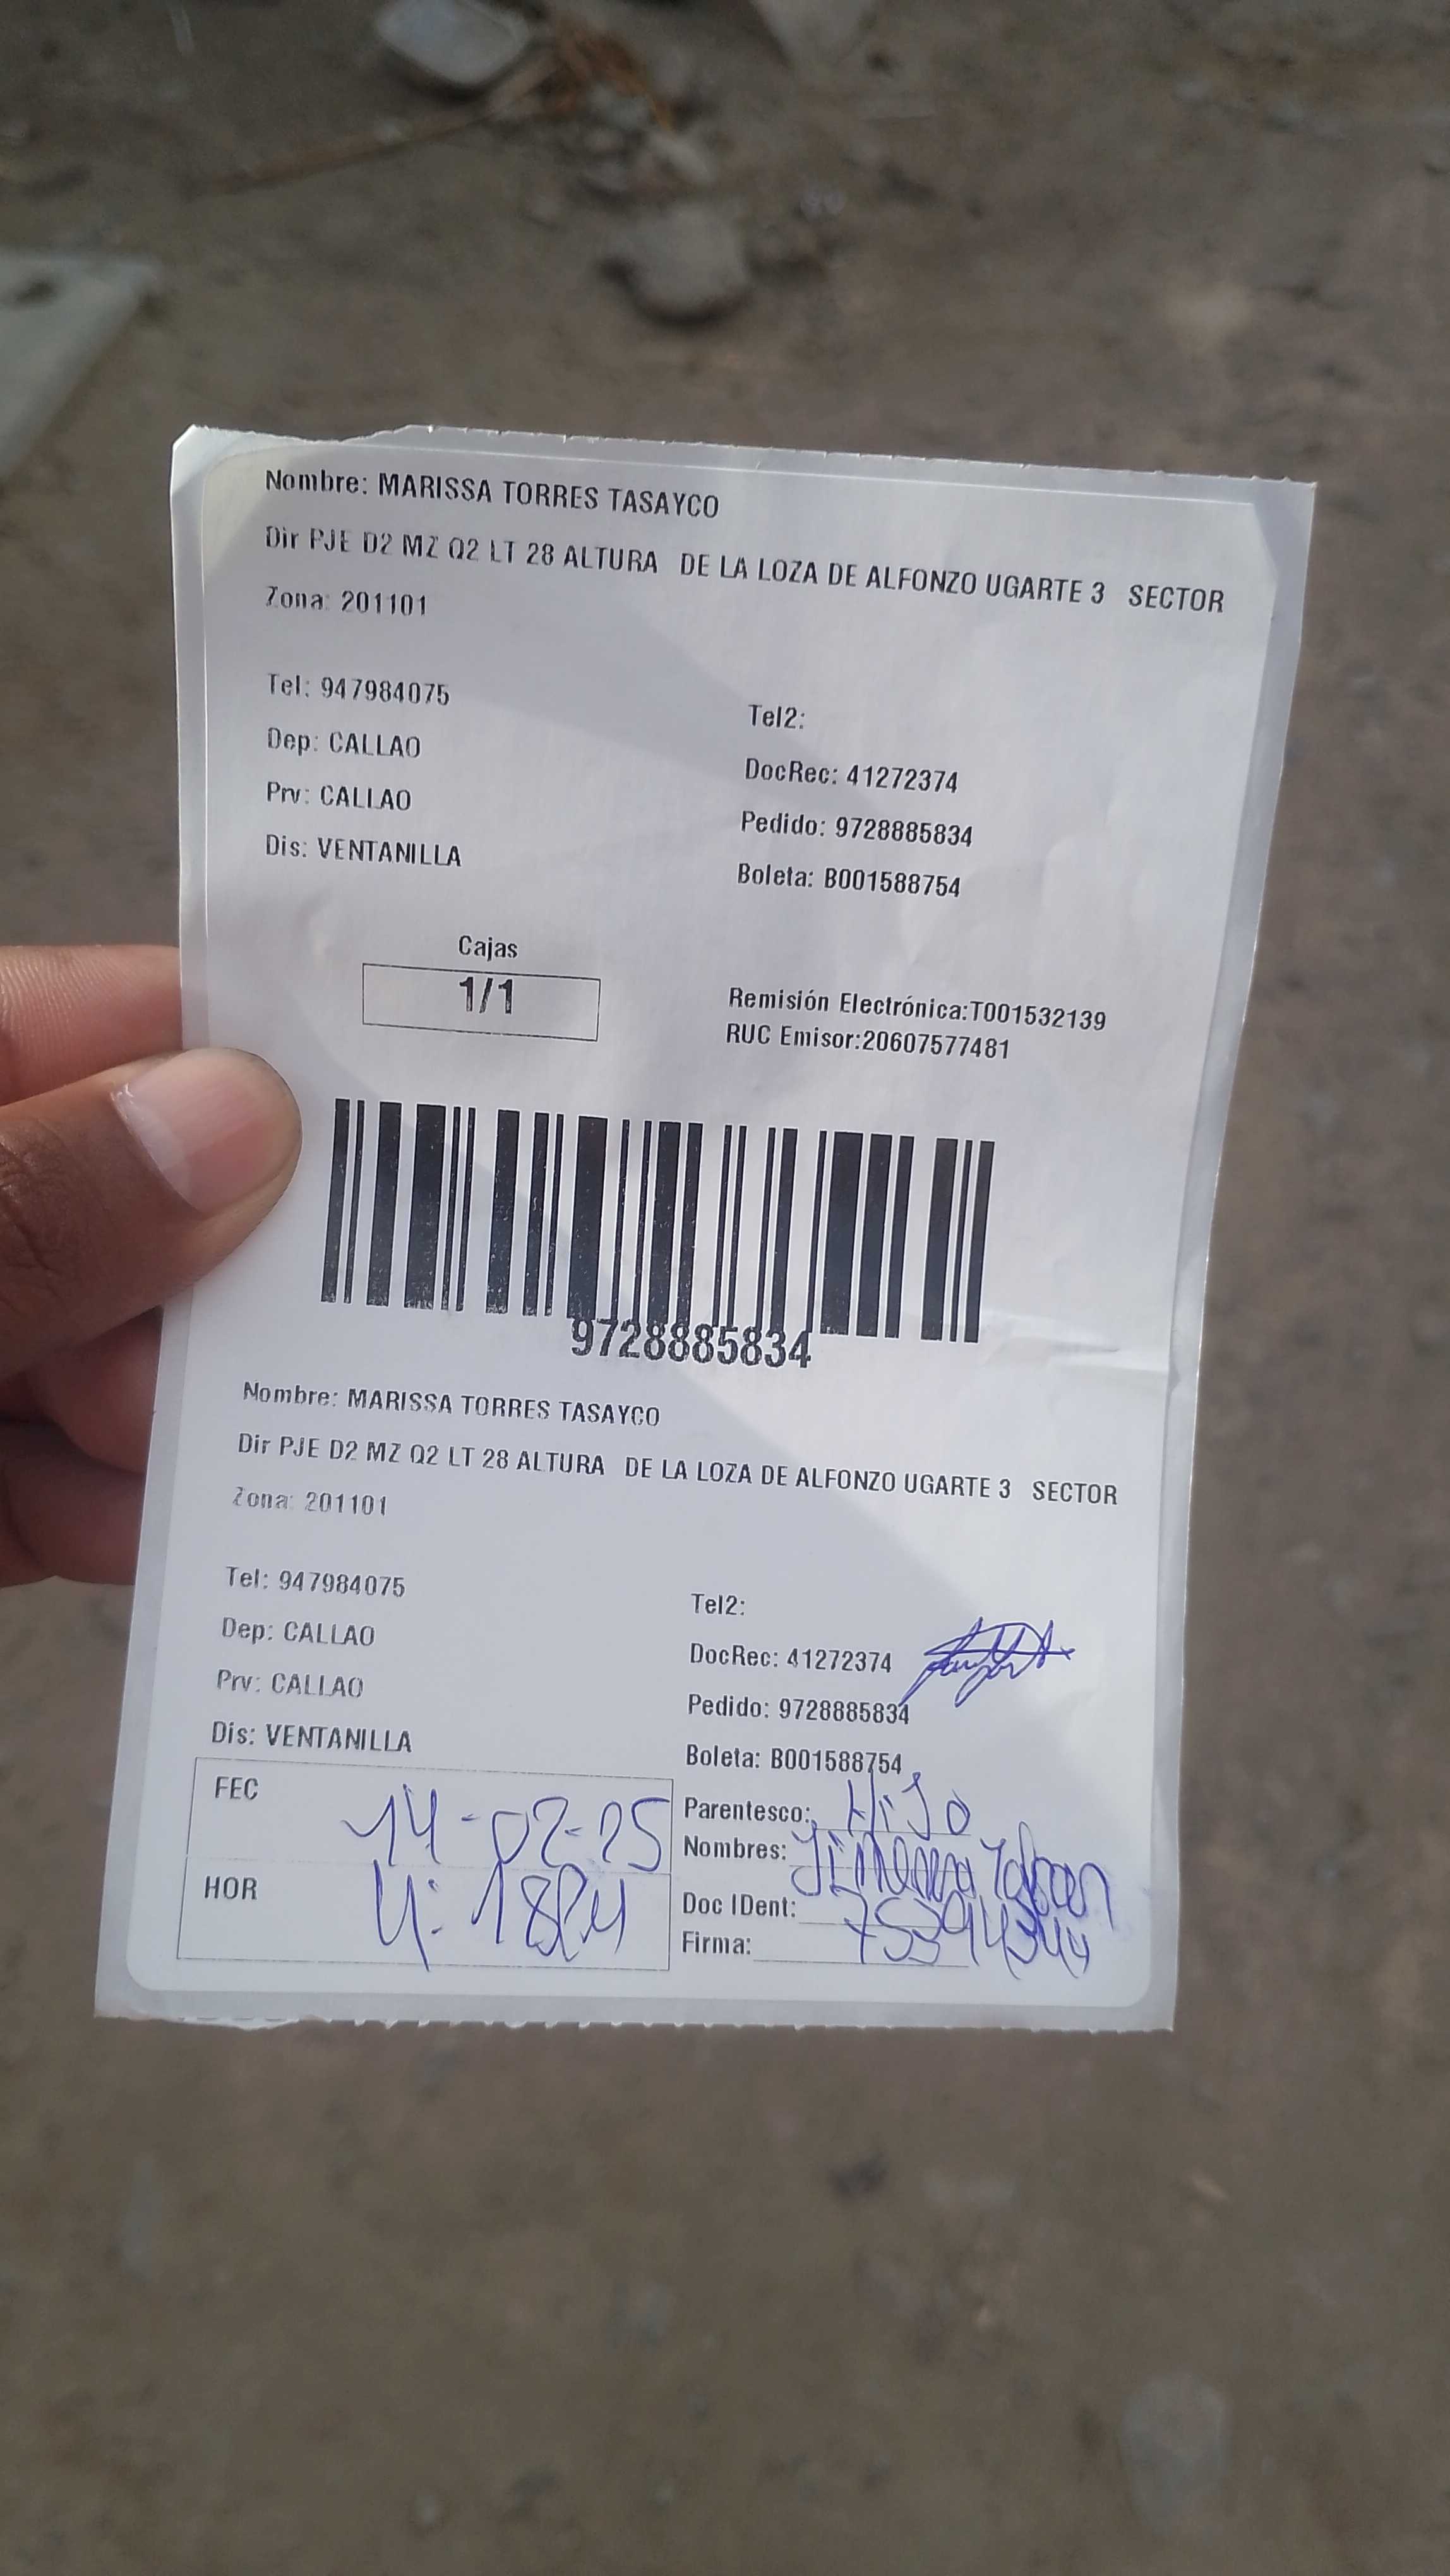 Nombre: MARISSA TORRES TASAYCO
Dir PJE D2 MZ Q2 LT 28 ALTURA DE LA LOZA DE ALFONZO UGARTE 3 SECTOR
Zona: 201101
Tel: 947984075
Tel2:
Dep: CALLAO
DocRec: 41272374
Prv: CALLAO
Pedido: 9728885834
Dis: VENTANILLA
Boleta: B001588754
Cajas
1/1
Remisión Electrónica:T001532139
RUC Emisor:20607577481
9728885834
Nombre: MARISSA TORRES TASAYCO
Dir PJE D2 MZ Q2 LT 28 ALTURA DE LA LOZA DE ALFONZO UGARTE 3 SECTOR
Zona: 201101
Tel: 947984075
Tel2:
Dep: CALLAO
DocRec: 41272374
Prv: CALLAO
Pedido: 9728885834
Dis: VENTANILLA
Boleta: B001588754
FEC 14-02-25
Parentesco: HiJo
Nombres:
HOR
Doc IDent:
Firma: